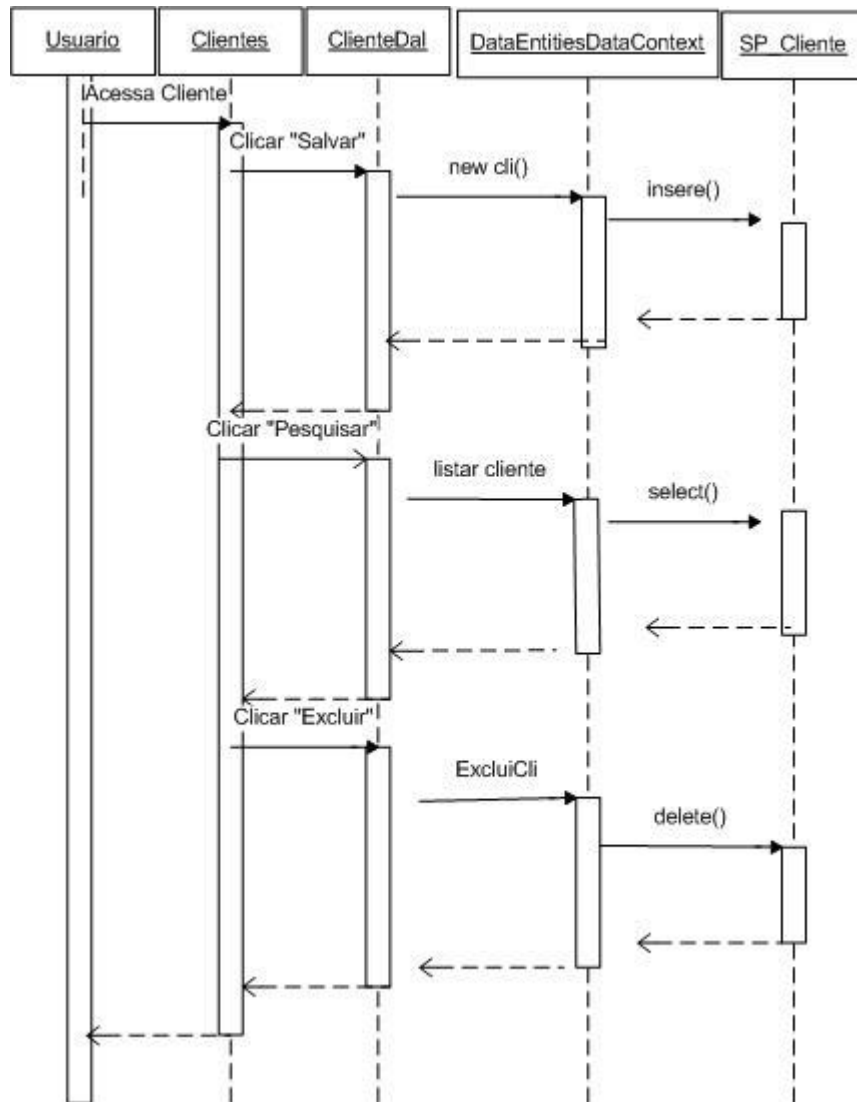 Usuario
Clientes
ClienteDal
DataEntitiesDataContext
SP_Cliente
Acessa Cliente
Clicar "Salvar"
new cli()
insere()
Clicar "Pesquisar"
listar cliente
select()
Clicar "Excluir"
ExcluiCli
delete()